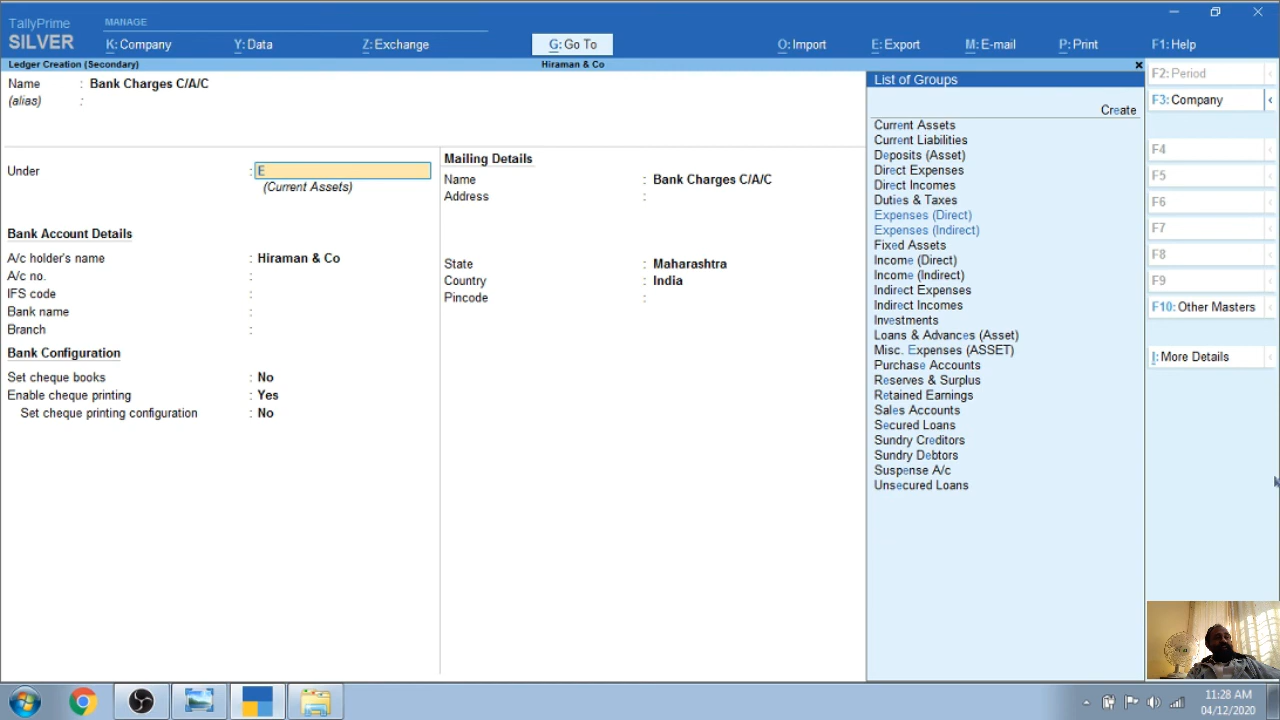 TallyPrime
SILVER
MANAGE
K: Company
Y: Data
Z: Exchange
G: Go To
O: Import
E: Export
M: E-mail
P: Print
F1: Help
Ledger Creation (Secondary)
Hiraman & Co
Name : Bank Charges C/A/C
(alias) :
Under : E
(Current Assets)
Bank Account Details
A/c holder's name : Hiraman & Co
A/c no. :
IFS code :
Bank name :
Branch :
Bank Configuration
Set cheque books : No
Enable cheque printing : Yes
Set cheque printing configuration : No
Mailing Details
Name : Bank Charges C/A/C
Address :
State : Maharashtra
Country : India
Pincode :
List of Groups
Create
Current Assets
Current Liabilities
Deposits (Asset)
Direct Expenses
Direct Incomes
Duties & Taxes
Expenses (Direct)
Expenses (Indirect)
Fixed Assets
Income (Direct)
Income (Indirect)
Indirect Expenses
Indirect Incomes
Investments
Loans & Advances (Asset)
Misc. Expenses (ASSET)
Purchase Accounts
Reserves & Surplus
Retained Earnings
Sales Accounts
Secured Loans
Sundry Creditors
Sundry Debtors
Suspense A/c
Unsecured Loans
F2: Period
F3: Company
F4
F5
F6
F7
F8
F9
F10: Other Masters
I: More Details
11:28 AM
04/12/2020